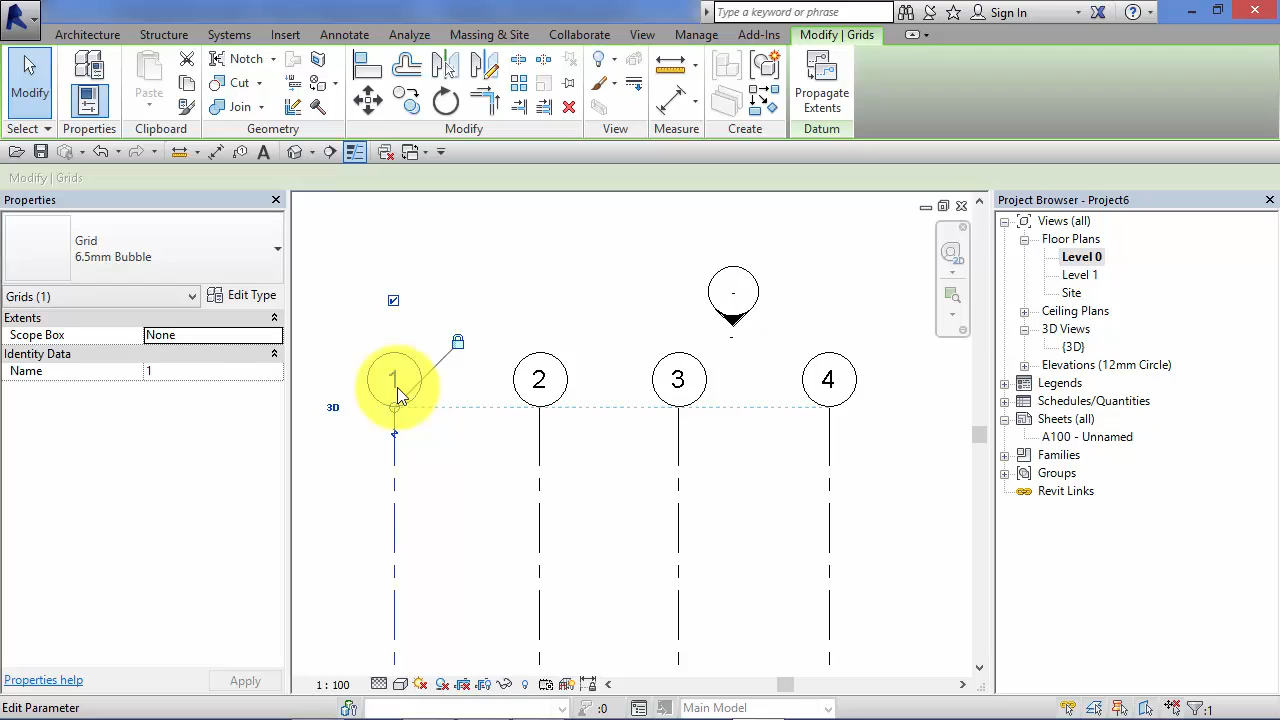 Type a keyword or phrase
Sign In
Architecture Structure Systems Insert Annotate Analyze Massing & Site Collaborate View Manage Add-Ins Modify | Grids
Modify
Paste
Notch
Cut
Join
Propagate
Extents
Select Properties Clipboard Geometry Modify View Measure Create Datum
A
Modify | Grids
Properties
Grid
6.5mm Bubble
Grids (1)
Edit Type
Extents
Scope Box None
Identity Data
Name 1
Properties help
Apply
2D
-
1 2 3 4
3D
Project Browser - Project6
Views (all)
Floor Plans
Level 0
Level 1
Site
Ceiling Plans
3D Views
{3D}
Elevations (12mm Circle)
Legends
Schedules/Quantities
Sheets (all)
A100 - Unnamed
Families
Groups
Revit Links
1 : 100
Edit Parameter
:0
Main Model
:1